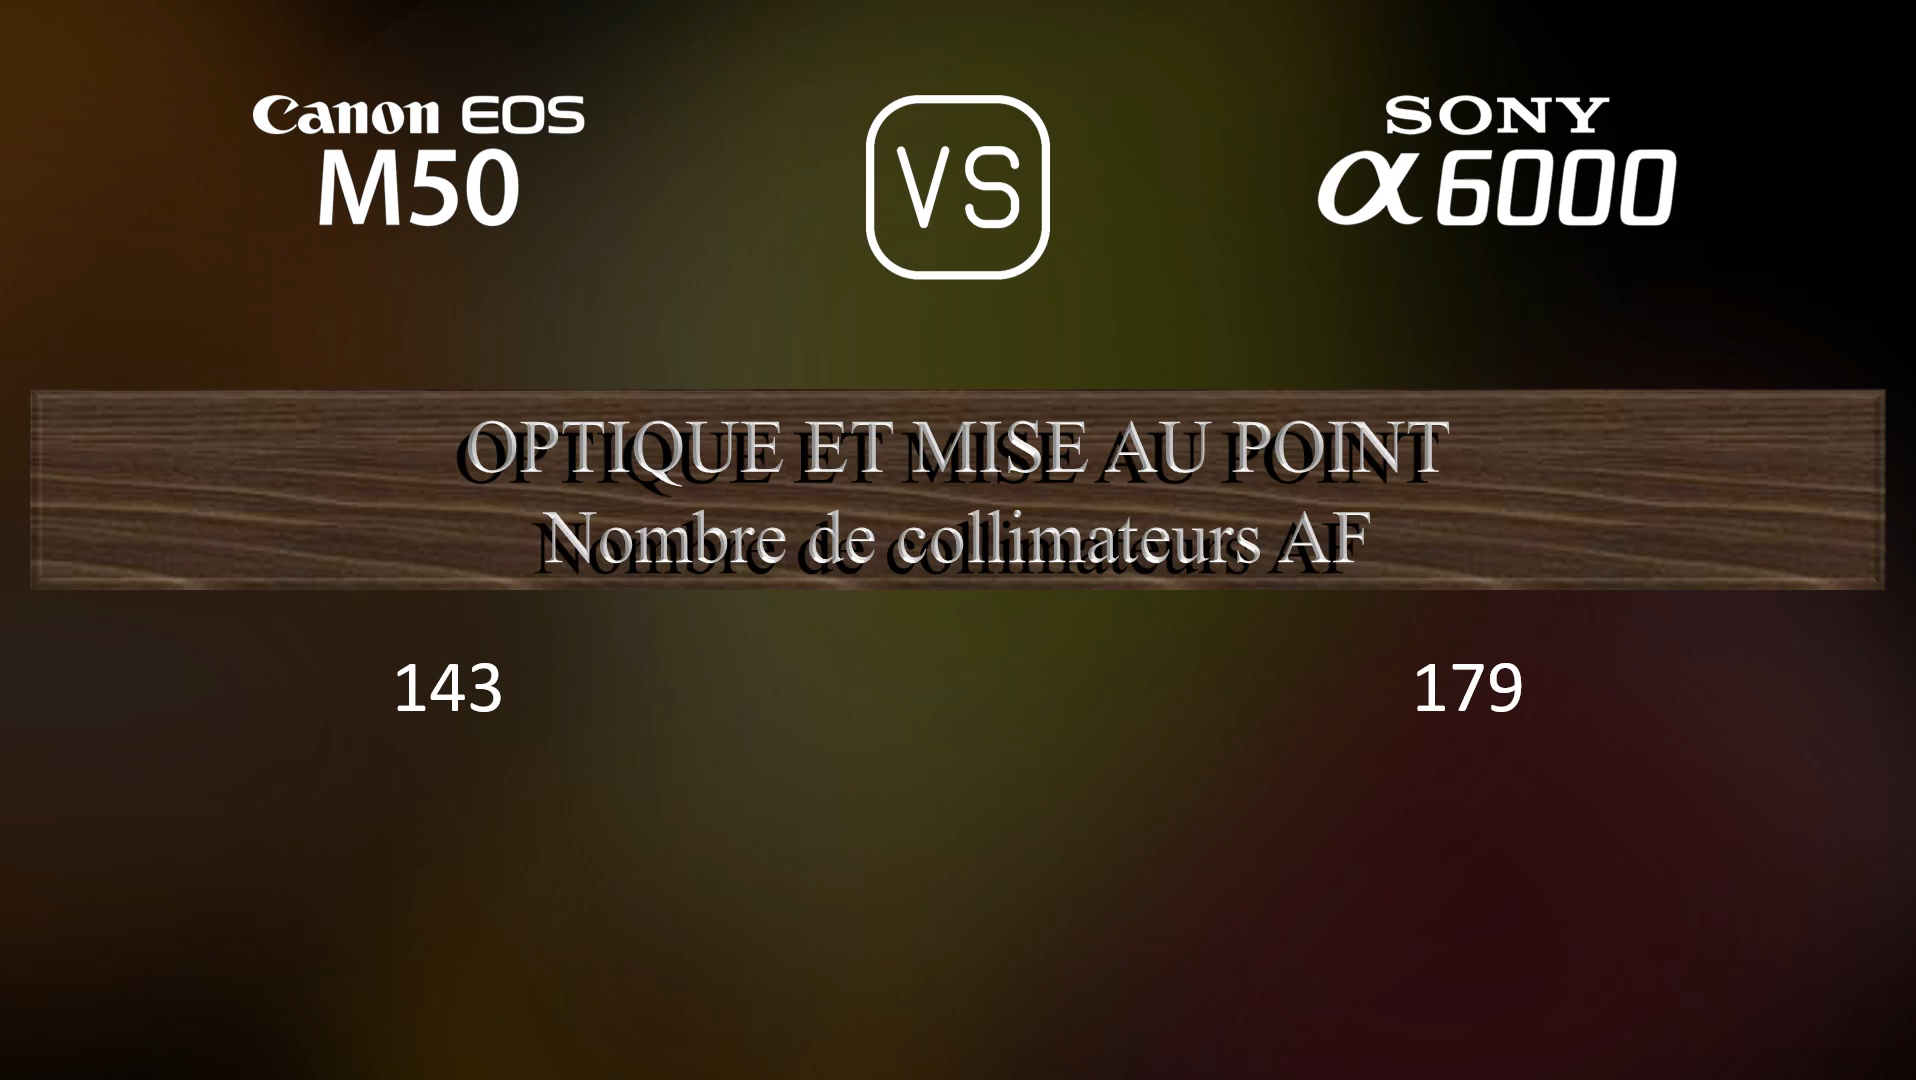 Canon EOS
M50
VS
SONY
α6000
OPTIQUE ET MISE AU POINT
Nombre de collimateurs AF
143
179